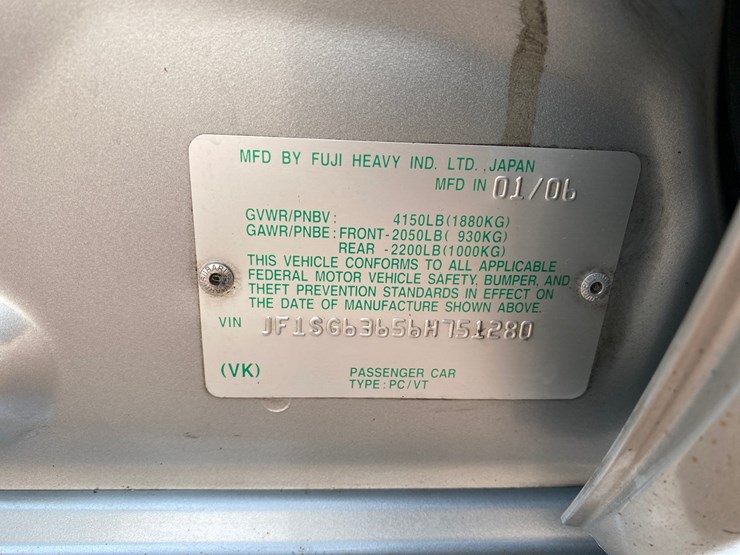 MFD BY FUJI HEAVY IND. LTD., JAPAN
MFD IN 01/06
GVWR/PNBV: 4150LB(1880KG)
GAWR/PNBE: FRONT-2050LB( 930KG)
REAR -2200LB(1000KG)
THIS VEHICLE CONFORMS TO ALL APPLICABLE
FEDERAL MOTOR VEHICLE SAFETY, BUMPER, AND
THEFT PREVENTION STANDARDS IN EFFECT ON
THE DATE OF MANUFACTURE SHOWN ABOVE.
VIN JF1SG63656H751280
(VK) PASSENGER CAR
TYPE: PC/VT